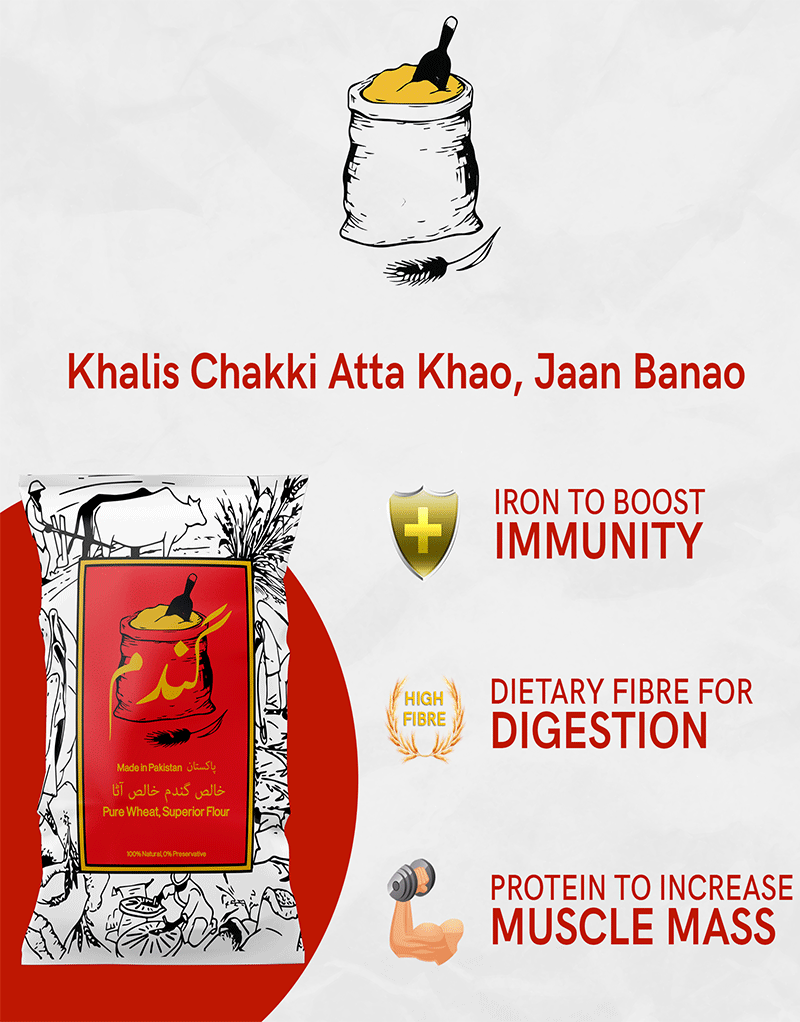 Khalis Chakki Atta Khao, Jaan Banao
گندم
Made in Pakistan پاکستان
خالص گندم خالص آٹا
Pure Wheat, Superior Flour
100% Natural, 0% Preservative
IRON TO BOOST
IMMUNITY
HIGH
FIBRE
DIETARY FIBRE FOR
DIGESTION
PROTEIN TO INCREASE
MUSCLE MASS